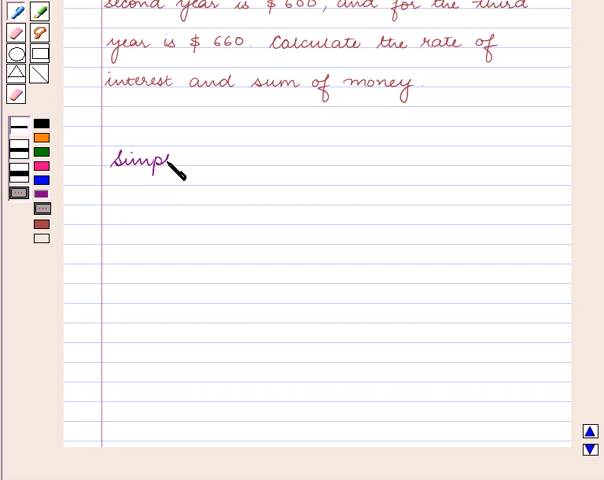 second year is $ 600, and for the third
year is $ 660. Calculate the rate of
interest and sum of money.
Simp